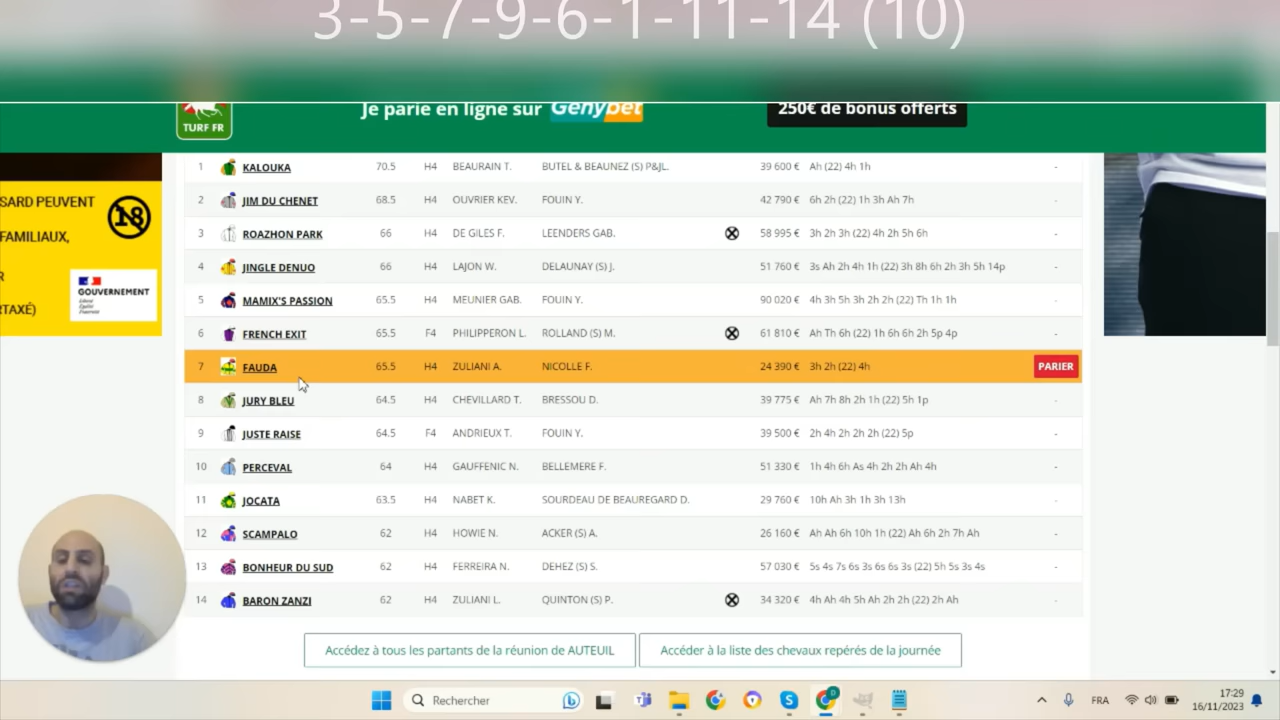 3-5-7-9-6-1-11-14 (10)
TURF FR
Je parie en ligne sur Genybet
250€ de bonus offerts
SARD PEUVENT
FAMILIAUX,
R
RTAXÉ)
18
GOUVERNEMENT
Liberté
Égalité
Fraternité
1 KALOUKA 70.5 H4 BEAURAIN T. BUTEL & BEAUNEZ (S) P&JL. 39 600 € Ah (22) 4h 1h -
2 JIM DU CHENET 68.5 H4 OUVRIER KEV. FOUIN Y. 42 790 € 6h 2h (22) 1h 3h Ah 7h -
3 ROAZHON PARK 66 H4 DE GILES F. LEENDERS GAB. 58 995 € 3h 2h 3h (22) 4h 2h 5h 6h -
4 JINGLE DENUO 66 H4 LAJON W. DELAUNAY (S) J. 51 760 € 3s Ah 2h 4h 1h (22) 3h 8h 6h 2h 3h 5h 14p -
5 MAMIX'S PASSION 65.5 H4 MEUNIER GAB. FOUIN Y. 90 020 € 4h 3h 5h 3h 2h 2h (22) Th 1h 1h -
6 FRENCH EXIT 65.5 F4 PHILIPPERON L. ROLLAND (S) M. 61 810 € Ah Th 6h (22) 1h 6h 6h 2h 5p 4p -
7 FAUDA 65.5 H4 ZULIANI A. NICOLLE F. 24 390 € 3h 2h (22) 4h PARIER
8 JURY BLEU 64.5 H4 CHEVILLARD T. BRESSOU D. 39 775 € Ah 7h 8h 2h 1h (22) 5h 1p -
9 JUSTE RAISE 64.5 F4 ANDRIEUX T. FOUIN Y. 39 500 € 2h 4h 2h 2h 2h (22) 5p -
10 PERCEVAL 64 H4 GAUFFENIC N. BELLEMERE F. 51 330 € 1h 4h 6h As 4h 2h 2h Ah 4h -
11 JOCATA 63.5 H4 NABET K. SOURDEAU DE BEAUREGARD D. 29 760 € 10h Ah 3h 1h 3h 13h -
12 SCAMPALO 62 H4 HOWIE N. ACKER (S) A. 26 160 € Ah Ah 6h 10h 1h (22) Ah 6h 2h 7h Ah -
13 BONHEUR DU SUD 62 H4 FERREIRA N. DEHEZ (S) S. 57 030 € 5s 4s 7s 6s 3s 6s 6s 3s (22) 5h 5s 3s 4s -
14 BARON ZANZI 62 H4 ZULIANI L. QUINTON (S) P. 34 320 € 4h Ah 4h 5h Ah 2h 2h (22) 2h Ah -
Accédez à tous les partants de la réunion de AUTEUIL
Accéder à la liste des chevaux repérés de la journée
Rechercher
FRA
17:29
16/11/2023